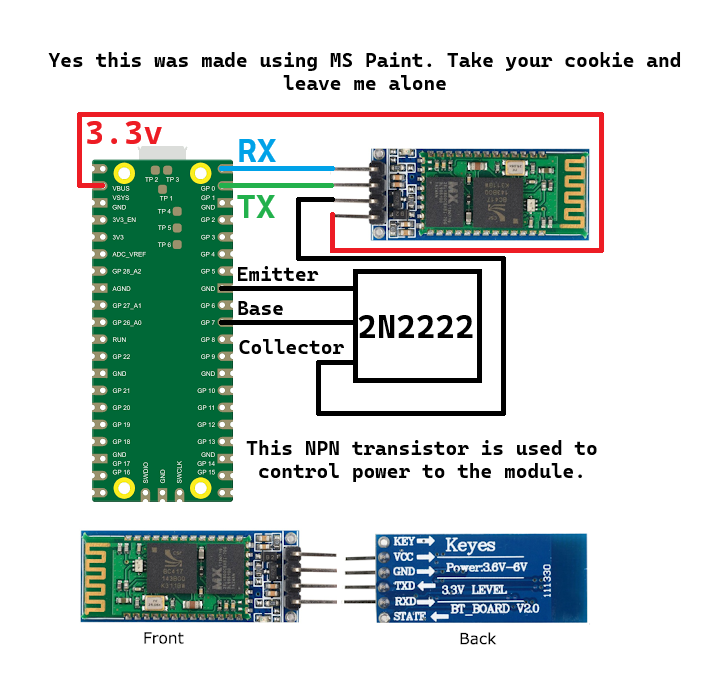 Yes this was made using MS Paint. Take your cookie and
leave me alone
3.3v
RX
TX
TP 2 TP 3
TP 1
TP 4
TP 5
TP 6
VBUS
VSYS
GND
3V3_EN
3V3
ADC_VREF
GP 28_A2
AGND
GP 27_A1
GP 26_A0
RUN
GP 22
GND
GP 21
GP 20
GP 19
GP 18
GND
GP 17
GP 16
GP 0
GP 1
GND
GP 2
GP 3
GP 4
GP 5
GND
GP 6
GP 7
GP 8
GP 9
GND
GP 10
GP 11
GP 12
GP 13
GND
GP 14
GP 15
SWDIO
GND
SWCLK
Emitter
Base
Collector
2N2222
This NPN transistor is used to
control power to the module.
KEY
VOC
GND
TXD
RXD
STATE
Keyes
Power:3.6V-6V
3.3V LEVEL
BT_BOARD V2.0
111330
Front
Back